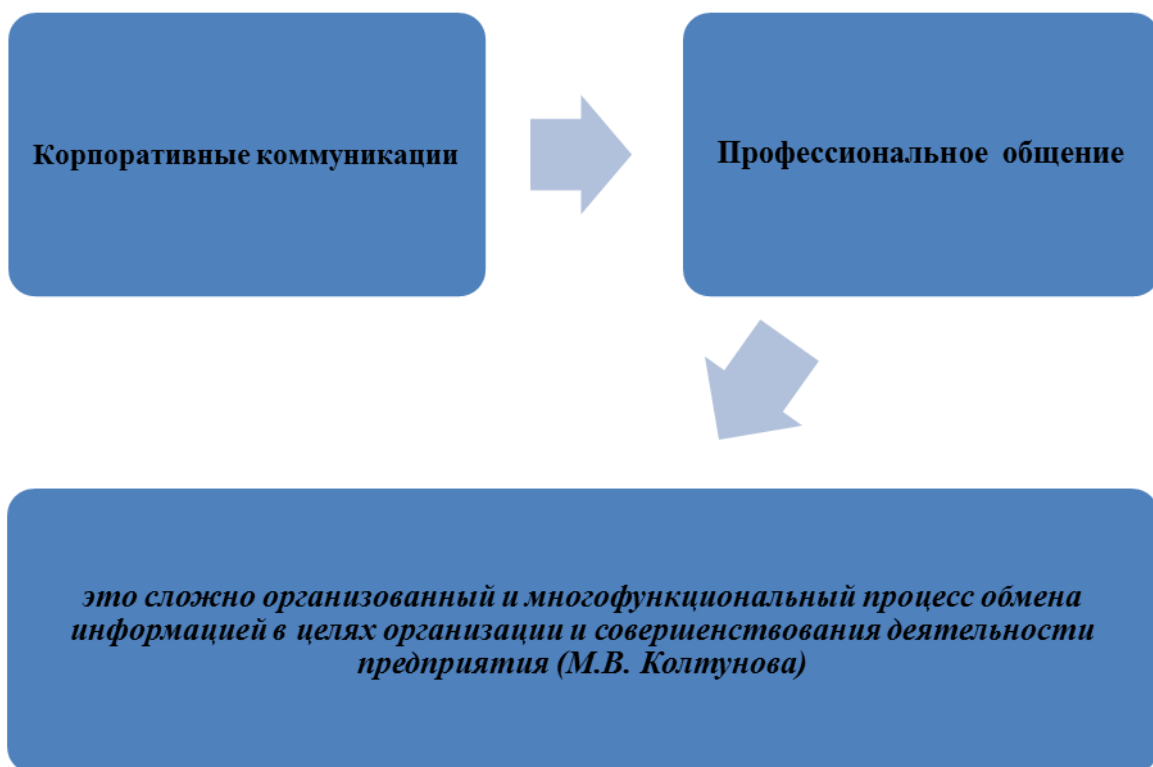 Корпоративные коммуникации
Профессиональное общение
это сложно организованный и многофункциональный процесс обмена
информацией в целях организации и совершенствования деятельности
предприятия (М.В. Колтунова)